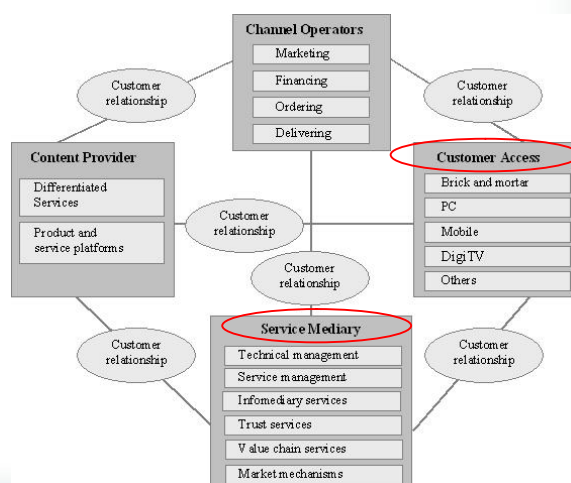 Channel Operators
Marketing
Financing
Ordering
Delivering
Customer
relationship
Customer
relationship
Content Provider
Differentiated
Services
Product and
service platforms
Customer Access
Brick and mortar
PC
Mobile
DigiTV
Others
Customer
relationship
Customer
relationship
Service Mediary
Technical management
Service management
Infomediary services
Trust services
Value chain services
Market mechanisms
Customer
relationship
Customer
relationship